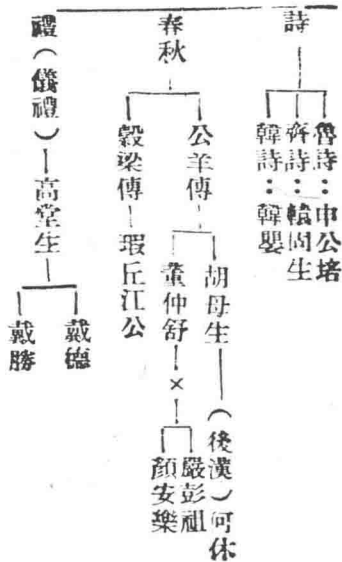 詩
魯詩：申公培
齊詩：轅固生
韓詩：韓嬰
春秋
公羊傳
胡母生
（後漢）何休
董仲舒
×
嚴彭祖
顏安樂
穀梁傳
瑕丘江公
禮（儀禮）
高堂生
戴德
戴勝